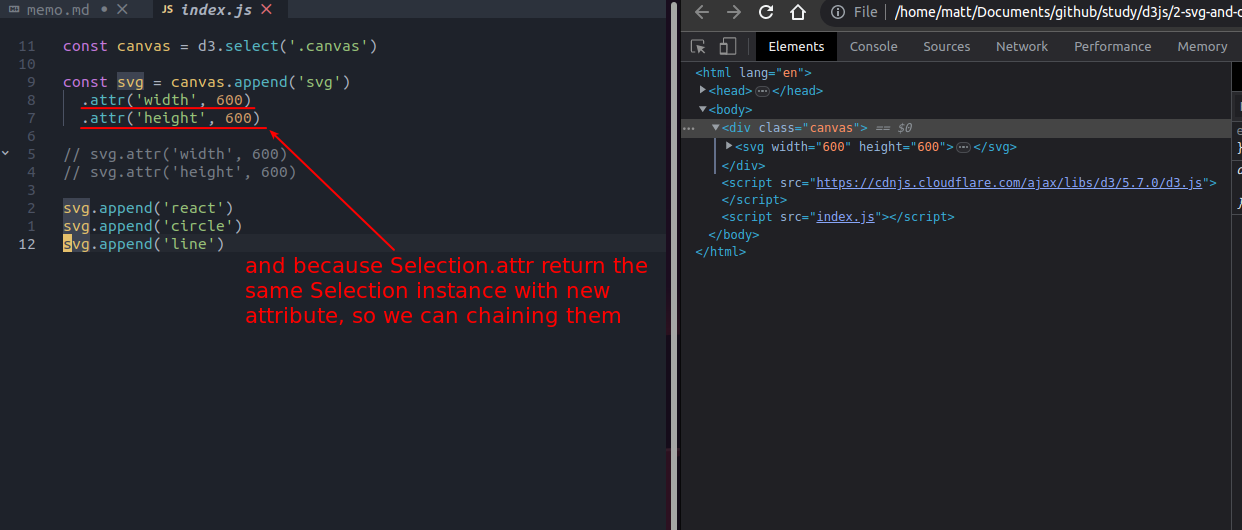 memo.md ● ✕ JS index.js ✕
11 const canvas = d3.select('.canvas')
10
9 const svg = canvas.append('svg')
8 .attr('width', 600)
7 .attr('height', 600)
6
5 // svg.attr('width', 600)
4 // svg.attr('height', 600)
3
2 svg.append('react')
1 svg.append('circle')
12 svg.append('line')
and because Selection.attr return the
same Selection instance with new
attribute, so we can chaining them
File | /home/matt/Documents/github/study/d3js/2-svg-and-
Elements Console Sources Network Performance Memory
<html lang="en">
<head>⋯</head>
<body>
<div class="canvas"> == $0
<svg width="600" height="600">⋯</svg>
</div>
<script src="https://cdnjs.cloudflare.com/ajax/libs/d3/5.7.0/d3.js">
</script>
<script src="index.js"></script>
</body>
</html>